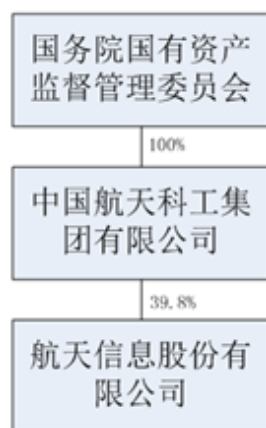 国务院国有资产
监督管理委员会
100%
中国航天科工集
团有限公司
39.8%
航天信息股份有
限公司